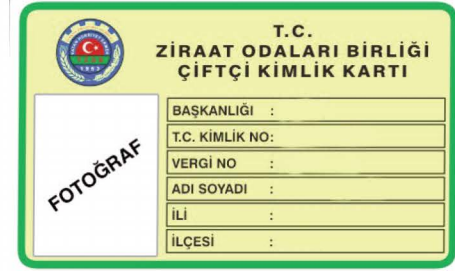 T.C.
ZİRAAT ODALARI BİRLİĞİ
ÇİFTÇİ KİMLİK KARTI
FOTOĞRAF
BAŞKANLIĞI :
T.C. KİMLİK NO:
VERGİ NO :
ADI SOYADI :
İLİ :
İLÇESİ :